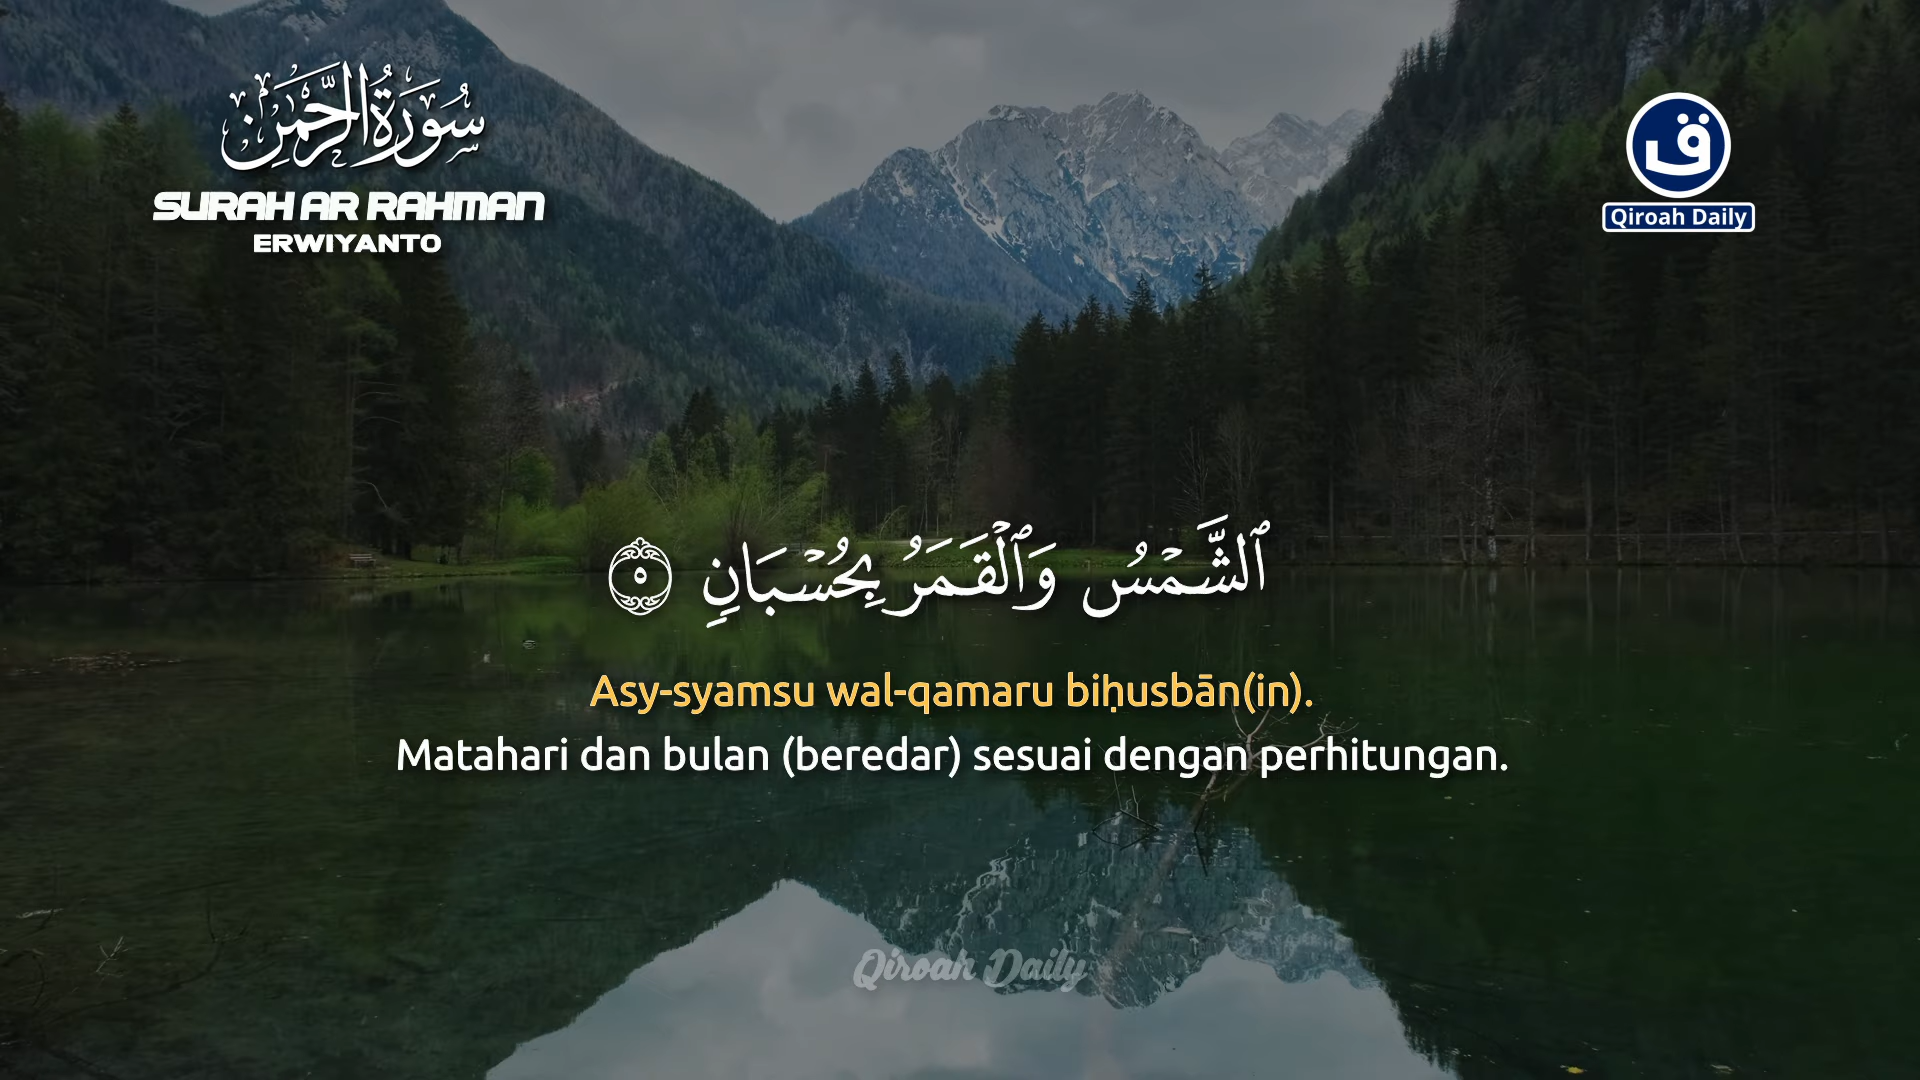 سُورَةُ الرَّحْمَٰن
SURAH AR RAHMAN
ERWIYANTO
ق
Qiroah Daily
ٱلشَّمْسُ وَٱلْقَمَرُ بِحُسْبَانٍ ٥
Asy-syamsu wal-qamaru biḥusbān(in).
Matahari dan bulan (beredar) sesuai dengan perhitungan.
Qiroah Daily